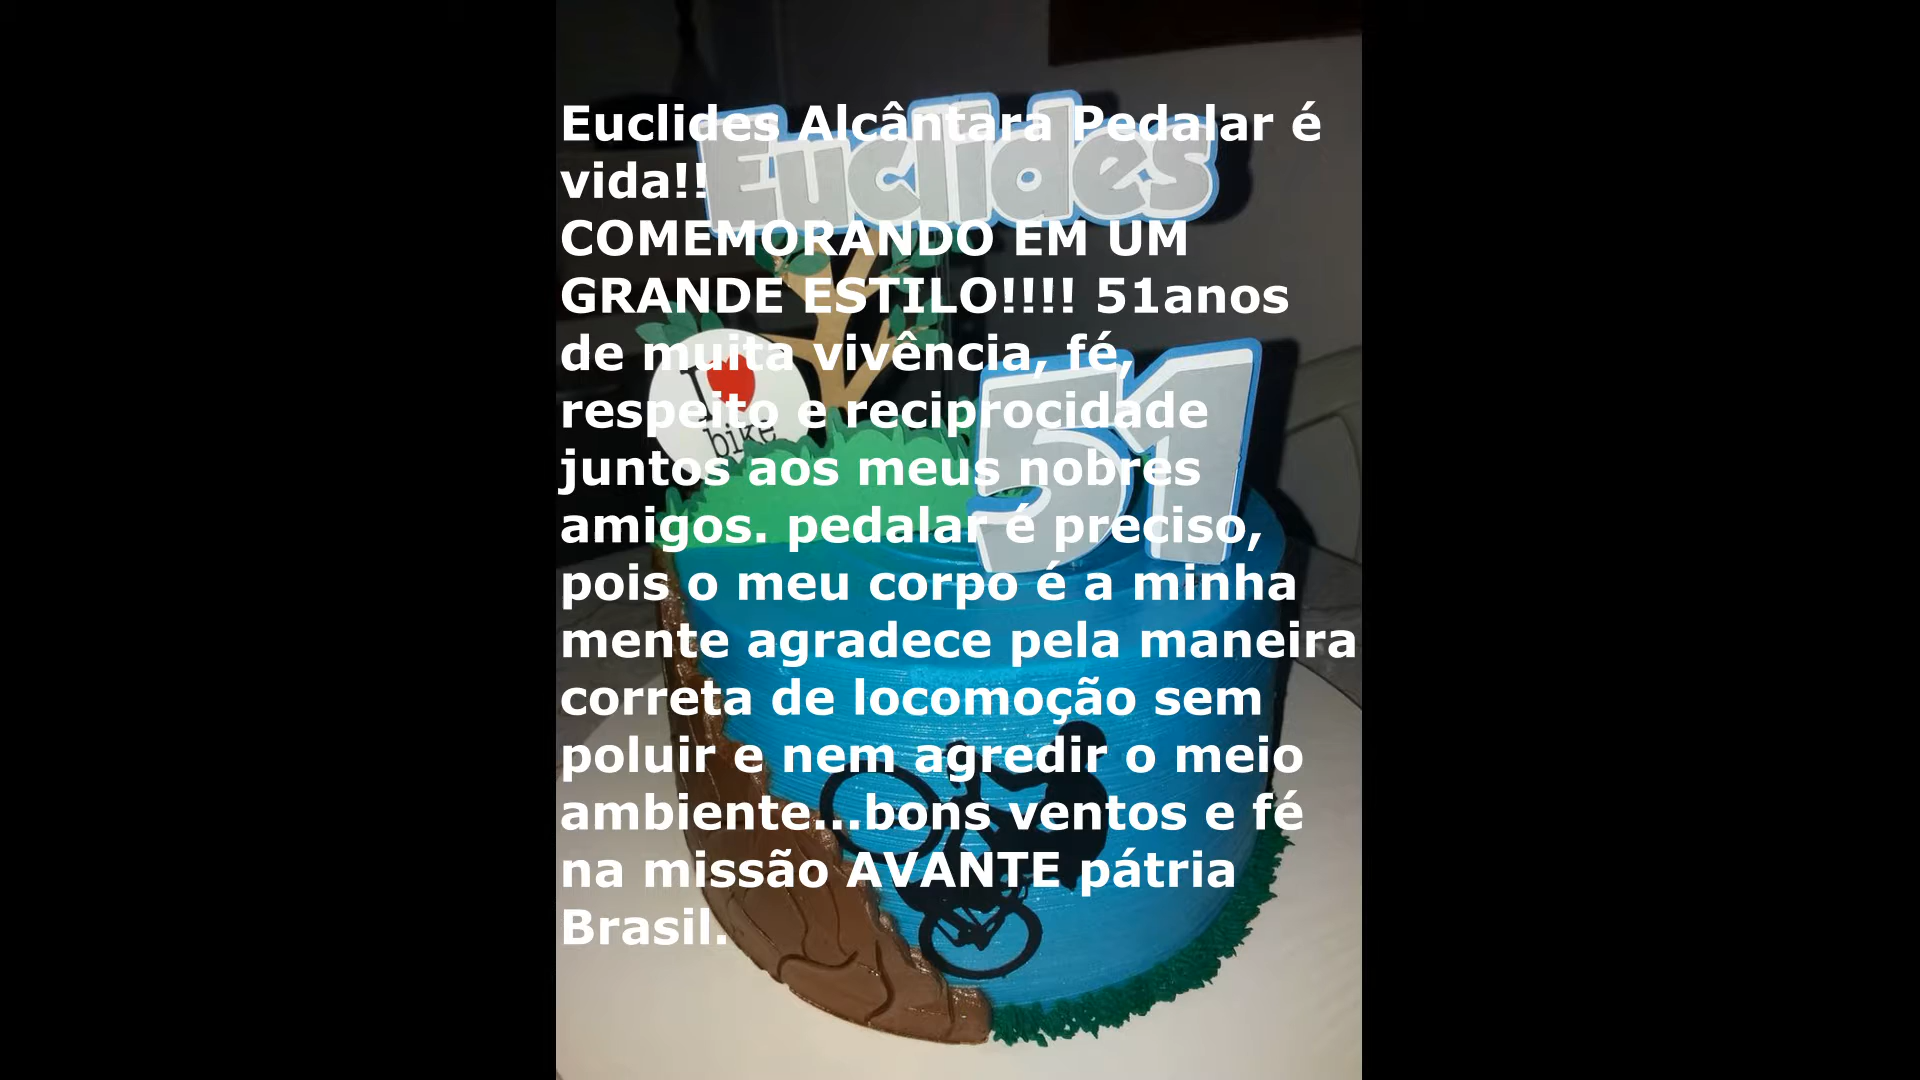 Euclides Alcântara Pedalar é
vida!!
COMEMORANDO EM UM
GRANDE ESTILO!!!! 51anos
de muita vivência, fé,
respeito e reciprocidade
juntos aos meus nobres
amigos. pedalar é preciso,
pois o meu corpo é a minha
mente agradece pela maneira
correta de locomoção sem
poluir e nem agredir o meio
ambiente...bons ventos e fé
na missão AVANTE pátria
Brasil.
Euclides
51
I
bike